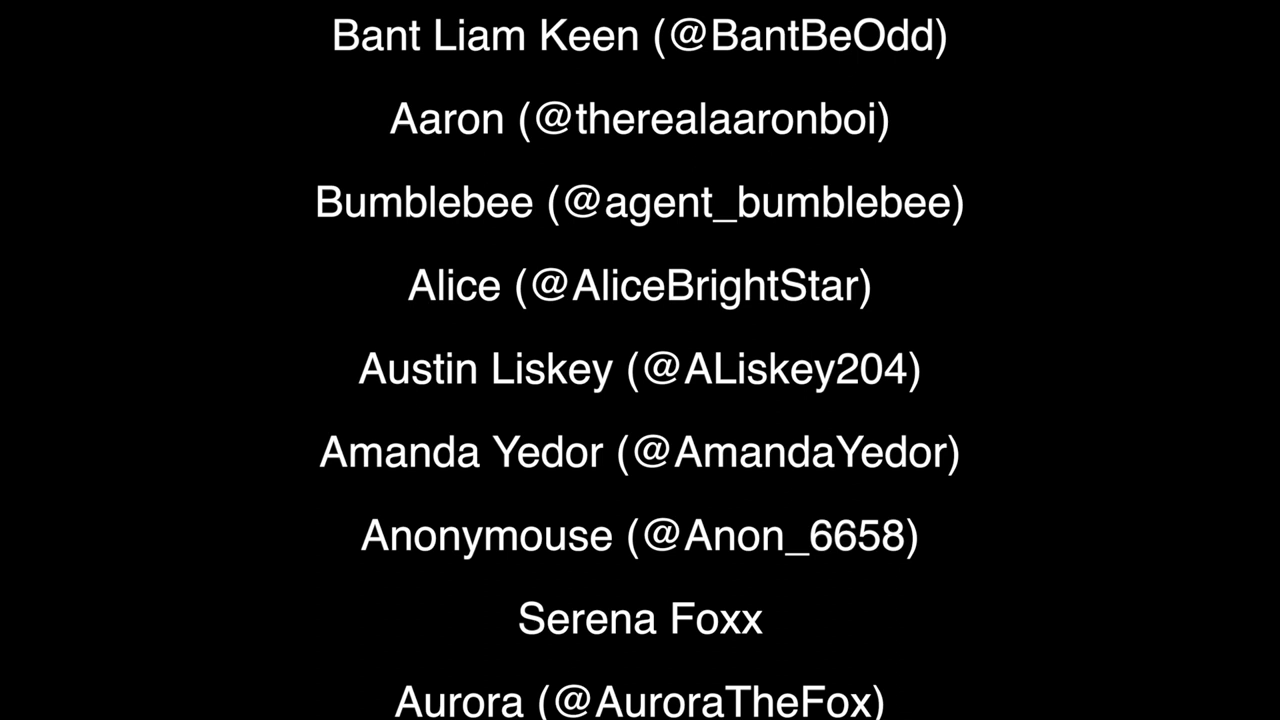 Bant Liam Keen (@BantBeOdd)
Aaron (@therealaaronboi)
Bumblebee (@agent_bumblebee)
Alice (@AliceBrightStar)
Austin Liskey (@ALiskey204)
Amanda Yedor (@AmandaYedor)
Anonymouse (@Anon_6658)
Serena Foxx
Aurora (@AuroraTheFox)